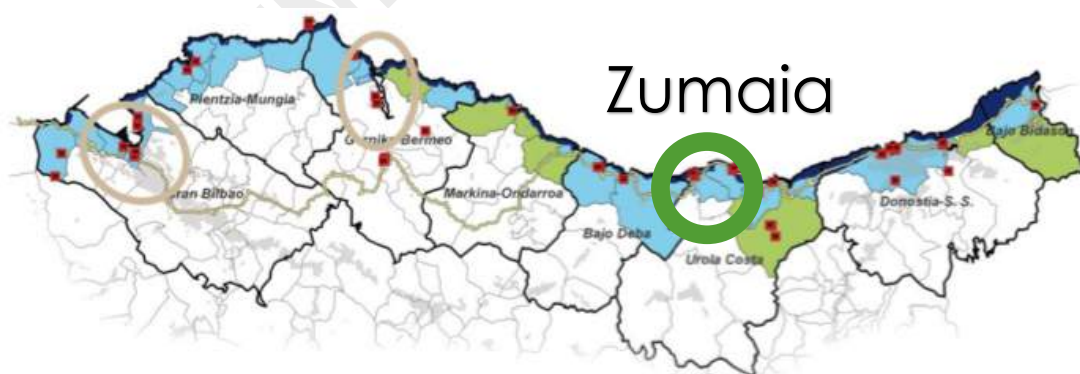 Zumaia
Plentzia-Mungia
Gernika-Bermeo
Gran Bilbao
Markina-Ondarroa
Bajo Deba
Urola Costa
Donostia-S. S.
Bajo Bidasoa